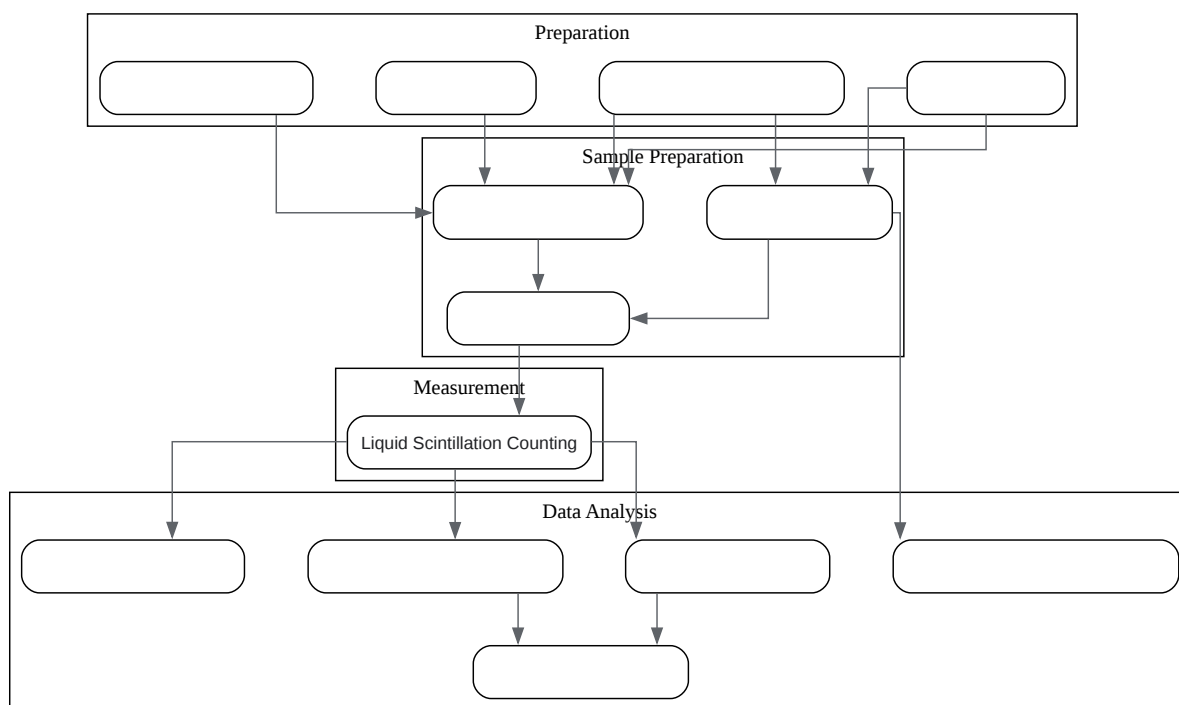 Preparation
Sample Preparation
Measurement
Liquid Scintillation Counting
Data Analysis